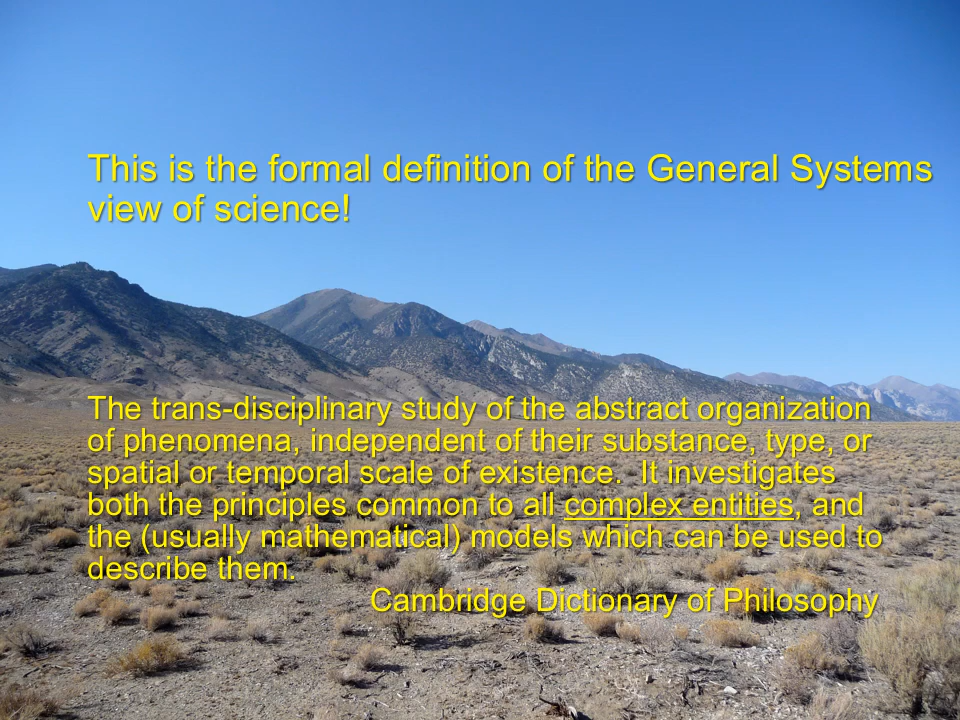 This is the formal definition of the General Systems
view of science!
The trans-disciplinary study of the abstract organization
of phenomena, independent of their substance, type, or
spatial or temporal scale of existence.  It investigates
both the principles common to all complex entities, and
the (usually mathematical) models which can be used to
describe them.
Cambridge Dictionary of Philosophy